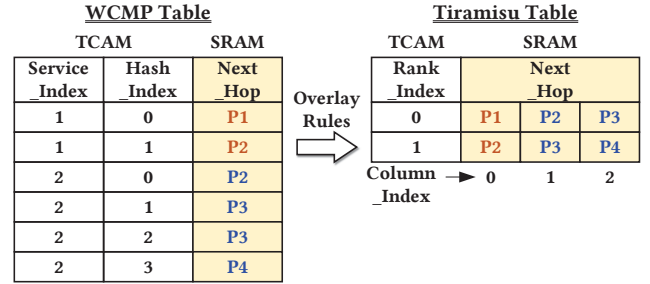 WCMP Table
TCAM SRAM
Service
_Index
Hash
_Index
Next
_Hop
1 0 P1
1 1 P2
2 0 P2
2 1 P3
2 2 P3
2 3 P4
Overlay
Rules
Tiramisu Table
TCAM SRAM
Rank
_Index
Next
_Hop
0 P1 P2 P3
1 P2 P3 P4
Column
_Index
0 1 2